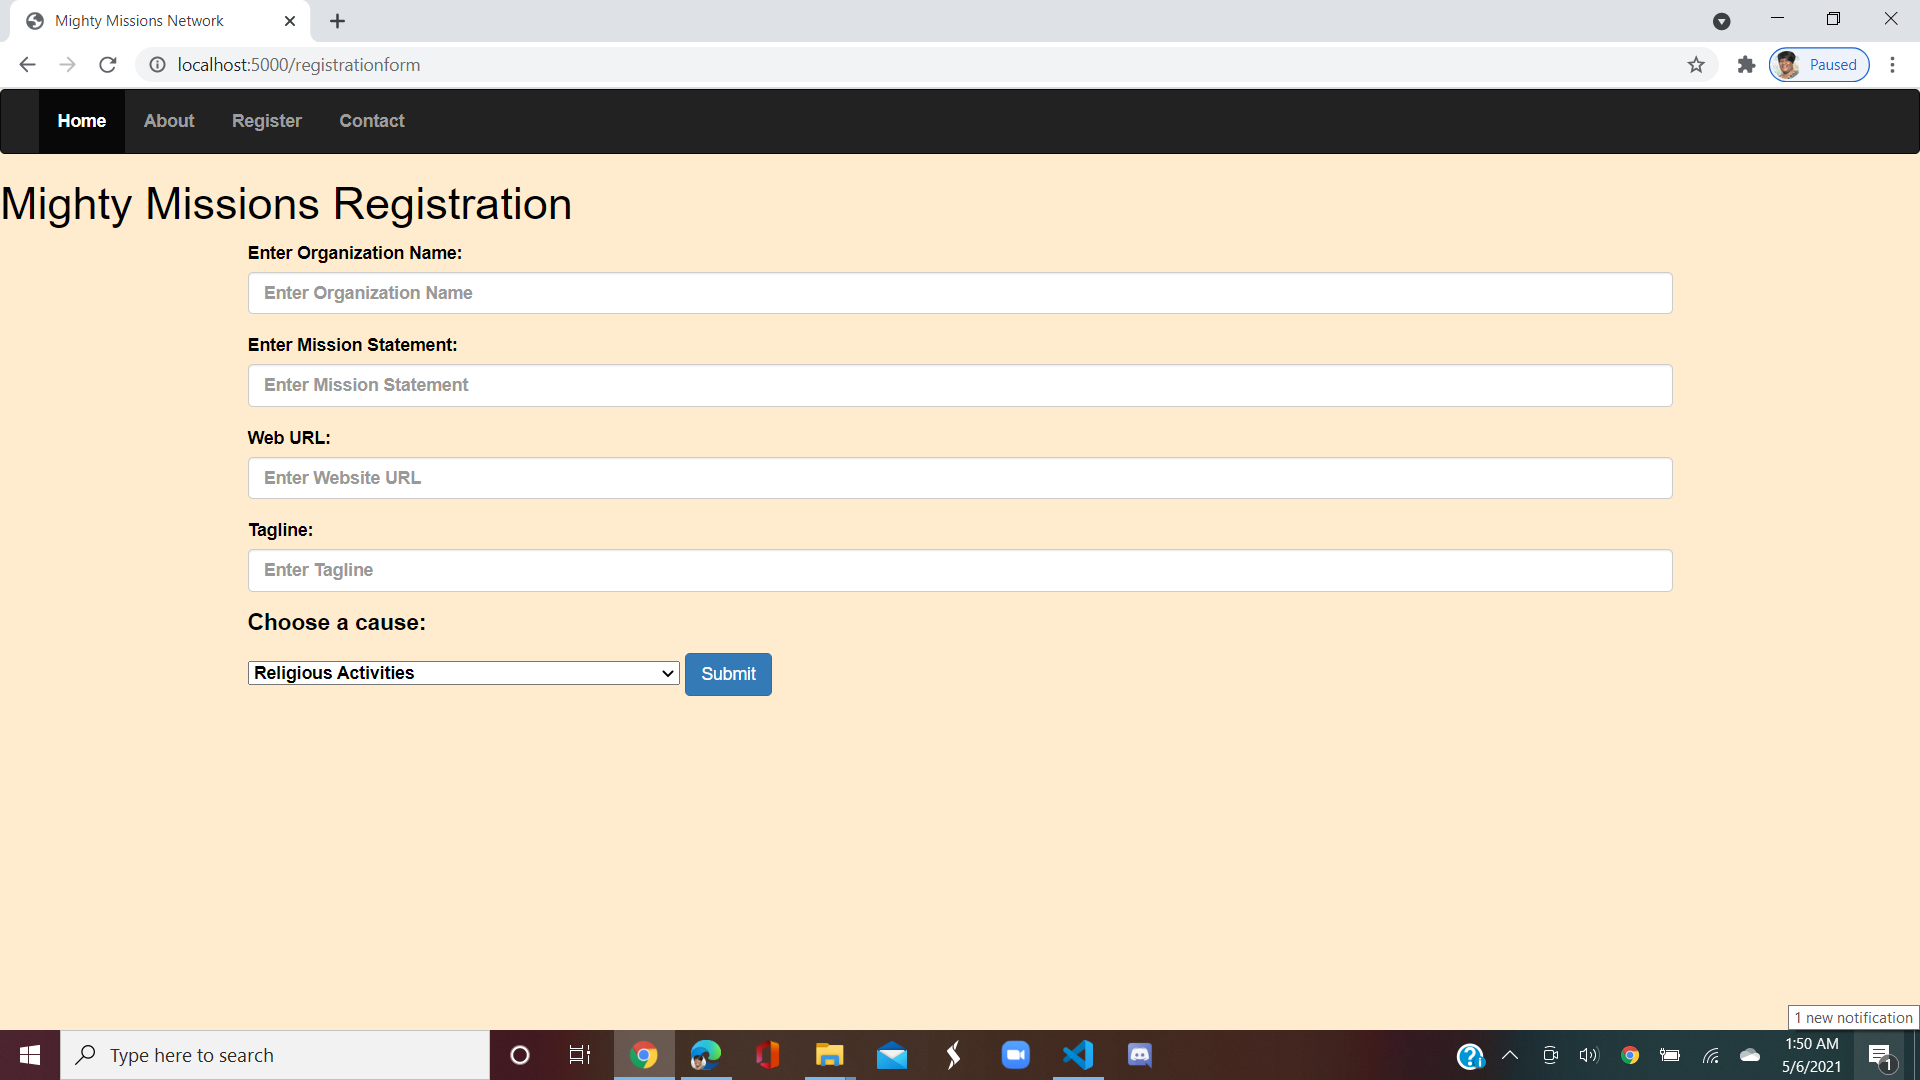 Mighty Missions Network
localhost:5000/registrationform
Paused
Home About Register Contact
Mighty Missions Registration
Enter Organization Name:
Enter Organization Name
Enter Mission Statement:
Enter Mission Statement
Web URL:
Enter Website URL
Tagline:
Enter Tagline
Choose a cause:
Religious Activities
Submit
1 new notification
Type here to search
1:50 AM
5/6/2021
1